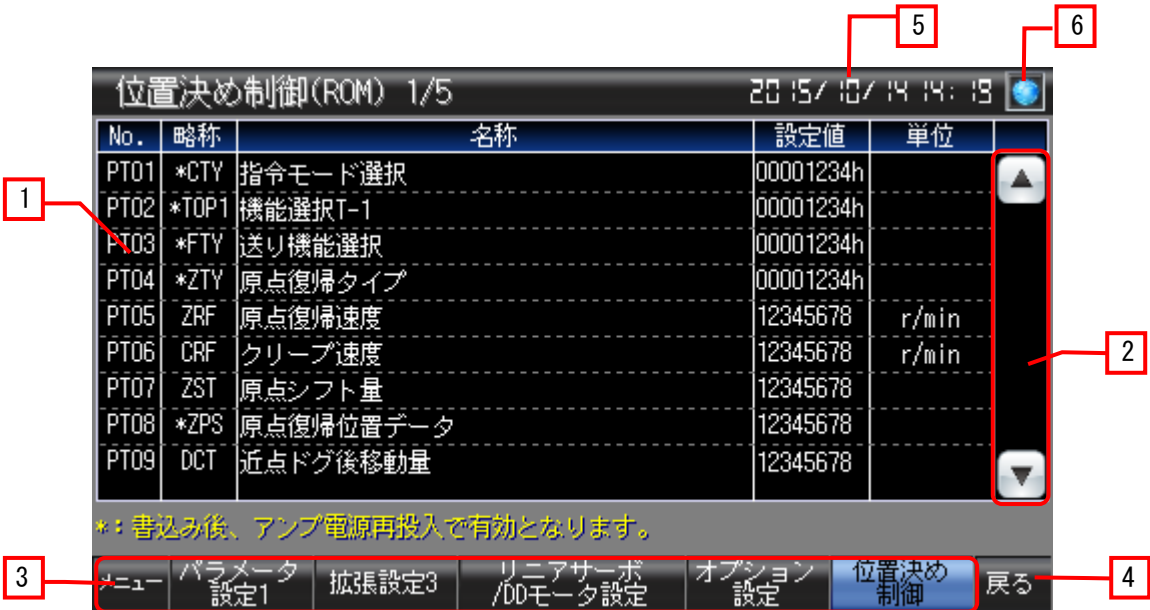 5
6
位置決め制御(ROM) 1/5
2015/10/14 14:19
No. 略称 名称 設定値 単位
1
PT01 *CTY 指令モード選択 00001234h
PT02 *TOP1 機能選択T-1 00001234h
PT03 *FTY 送り機能選択 00001234h
PT04 *ZTY 原点復帰タイプ 00001234h
PT05 ZRF 原点復帰速度 12345678 r/min
PT06 CRF クリープ速度 12345678 r/min
2
PT07 ZST 原点シフト量 12345678
PT08 *ZPS 原点復帰位置データ 12345678
PT09 DCT 近点ドグ後移動量 12345678
*:書込み後、アンプ電源再投入で有効となります。
3
メニュー
パラメータ
設定1
拡張設定3
リニアサーボ
/DDモータ設定
オプション
設定
位置決め
制御
戻る
4